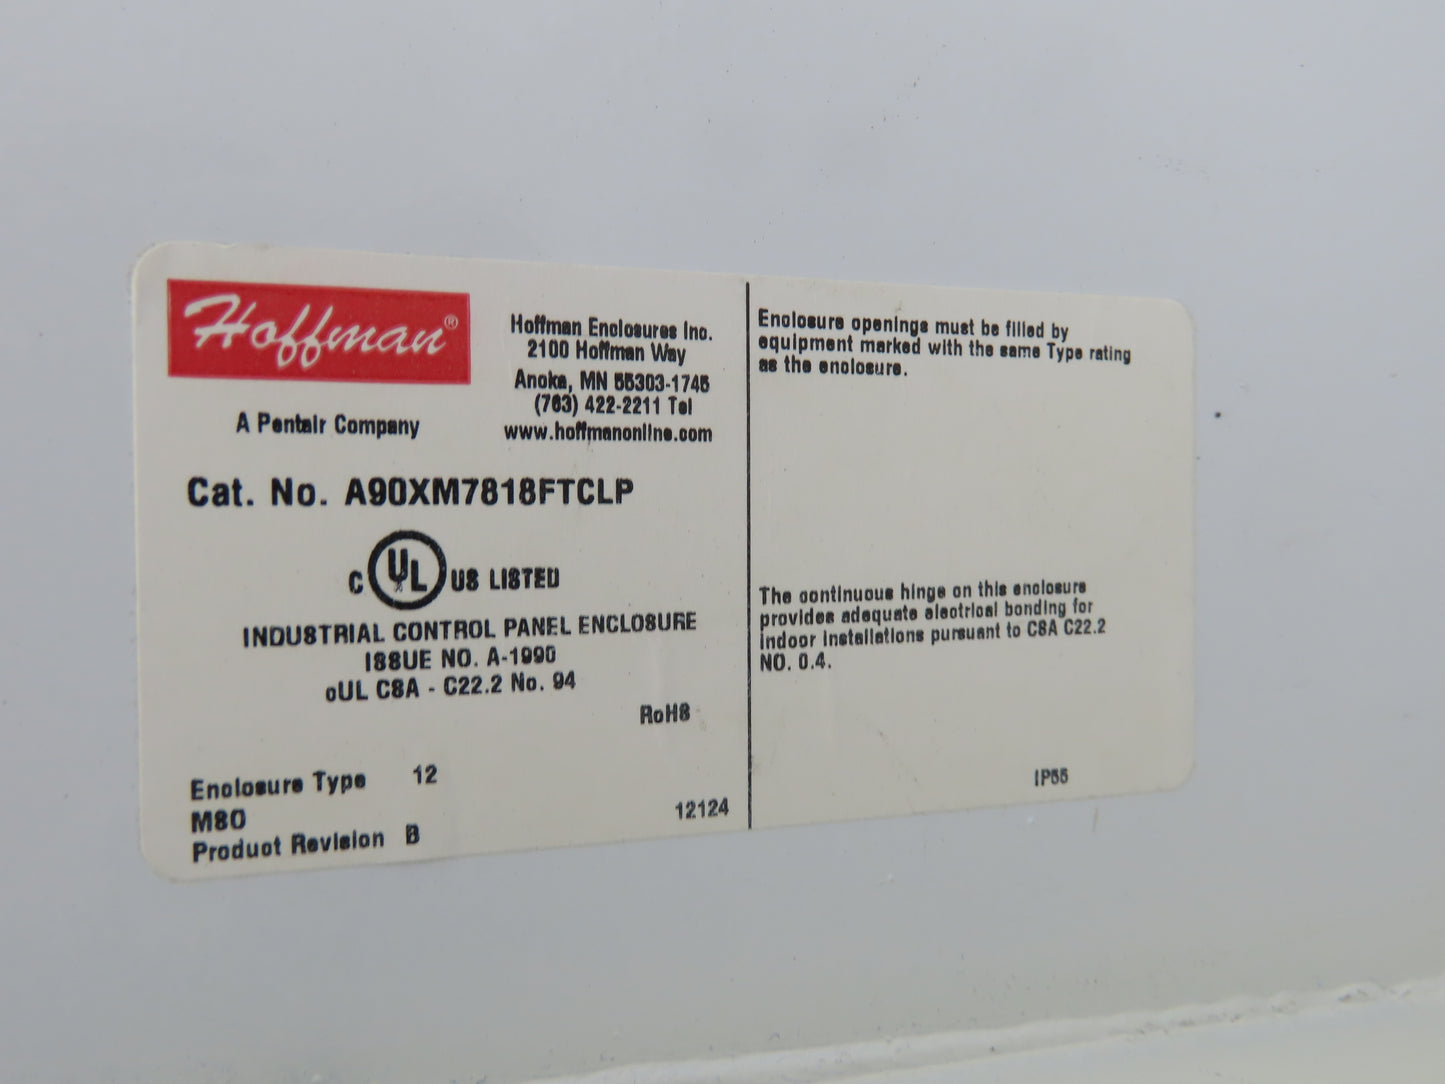 Hoffman®
A Pentair Company
Hoffman Enclosures Inc.
2100 Hoffman Way
Anoka, MN 55303-1745
(763) 422-2211 Tel
www.hoffmanonline.com
Cat. No. A90XM7818FTCLP
C UL US LISTED
INDUSTRIAL CONTROL PANEL ENCLOSURE
ISSUE NO. A-1990
cUL CSA - C22.2 No. 94
RoHS
Enclosure Type 12
M80
Product Revision B
12124
Enclosure openings must be filled by
equipment marked with the same Type rating
as the enclosure.
The continuous hinge on this enclosure
provides adequate electrical bonding for
indoor installations pursuant to CSA C22.2
NO. 0.4.
IP55